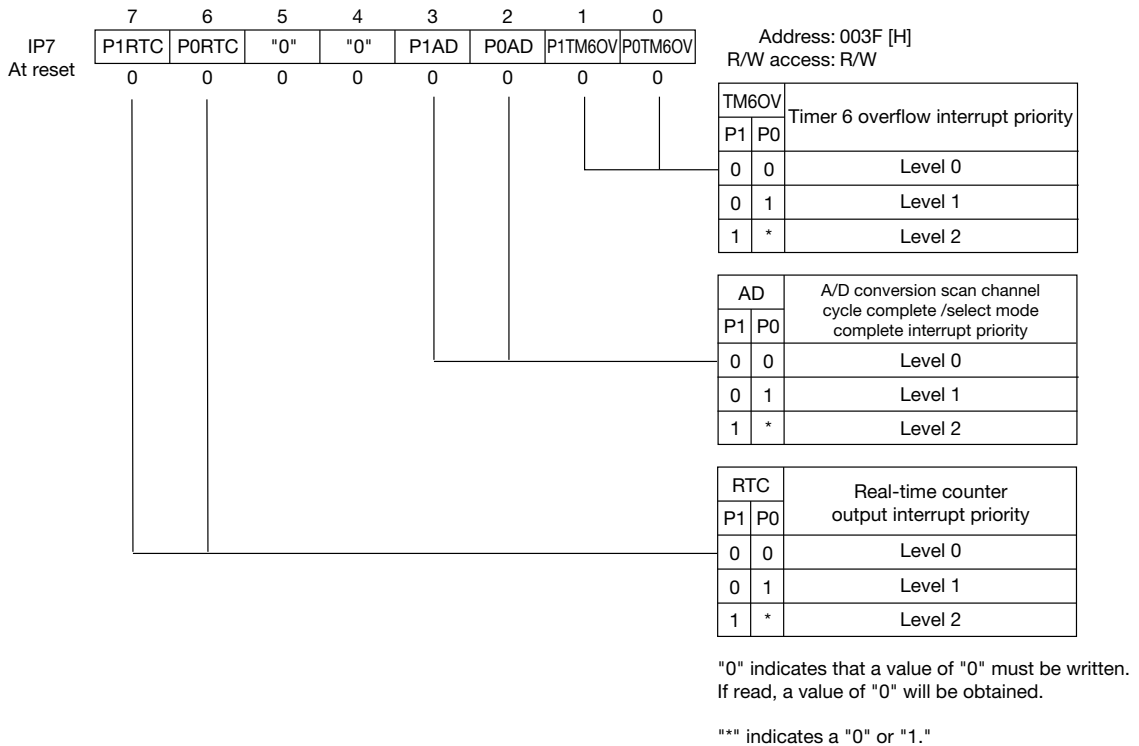 7 6 5 4 3 2 1 0
IP7 P1RTC P0RTC "0" "0" P1AD P0AD P1TM6OV P0TM6OV
At reset 0 0 0 0 0 0 0 0
Address: 003F [H]
R/W access: R/W
TM6OV Timer 6 overflow interrupt priority
P1 P0
0 0 Level 0
0 1 Level 1
1 * Level 2
AD A/D conversion scan channel
cycle complete /select mode
P1 P0 complete interrupt priority
0 0 Level 0
0 1 Level 1
1 * Level 2
RTC Real-time counter
P1 P0 output interrupt priority
0 0 Level 0
0 1 Level 1
1 * Level 2
"0" indicates that a value of "0" must be written.
If read, a value of "0" will be obtained.
"*" indicates a "0" or "1."